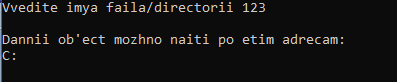 Vvedite imya faila/directorii 123
Dannii ob'ect mozhno naiti po etim adrecam:
C: